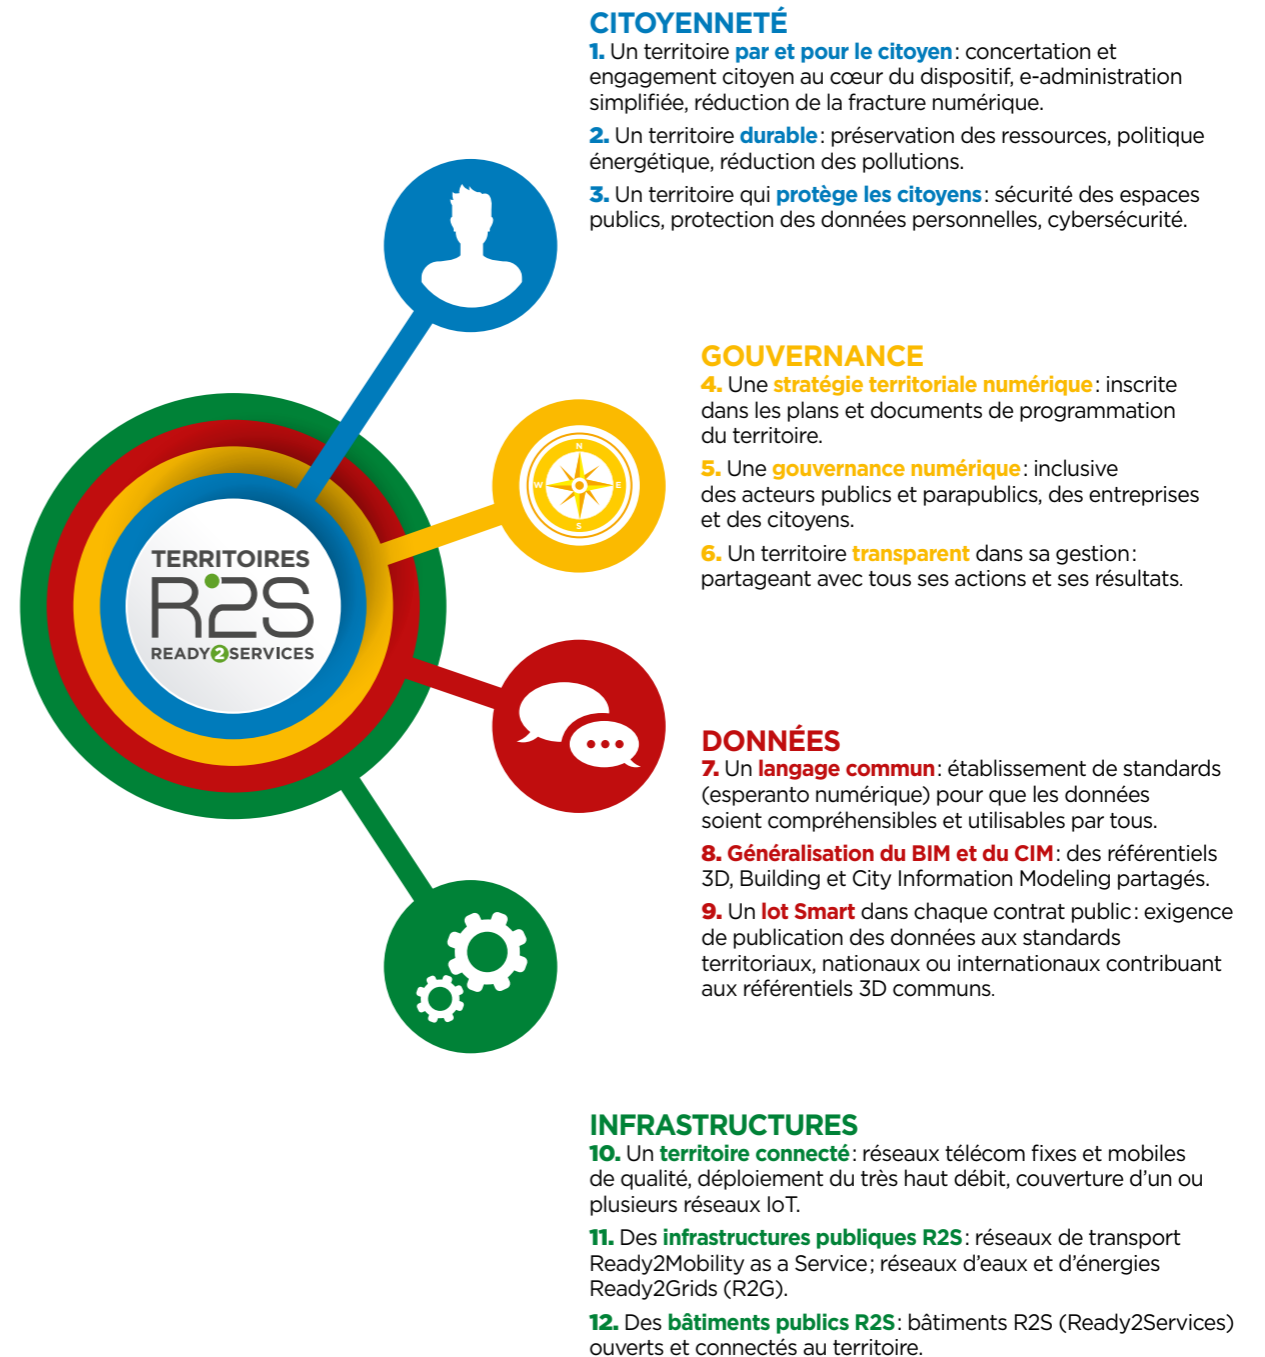 CITOYENNETÉ
1. Un territoire par et pour le citoyen : concertation et
engagement citoyen au cœur du dispositif, e-administration
simplifiée, réduction de la fracture numérique.
2. Un territoire durable : préservation des ressources, politique
énergétique, réduction des pollutions.
3. Un territoire qui protège les citoyens : sécurité des espaces
publics, protection des données personnelles, cybersécurité.
GOUVERNANCE
4. Une stratégie territoriale numérique : inscrite
dans les plans et documents de programmation
du territoire.
5. Une gouvernance numérique : inclusive
des acteurs publics et parapublics, des entreprises
et des citoyens.
6. Un territoire transparent dans sa gestion :
partageant avec tous ses actions et ses résultats.
N
W E
S
TERRITOIRES
R2S
READY2SERVICES
DONNÉES
7. Un langage commun : établissement de standards
(esperanto numérique) pour que les données
soient compréhensibles et utilisables par tous.
8. Généralisation du BIM et du CIM : des référentiels
3D, Building et City Information Modeling partagés.
9. Un lot Smart dans chaque contrat public : exigence
de publication des données aux standards
territoriaux, nationaux ou internationaux contribuant
aux référentiels 3D communs.
INFRASTRUCTURES
10. Un territoire connecté : réseaux télécom fixes et mobiles
de qualité, déploiement du très haut débit, couverture d'un ou
plusieurs réseaux IoT.
11. Des infrastructures publiques R2S : réseaux de transport
Ready2Mobility as a Service ; réseaux d'eaux et d'énergies
Ready2Grids (R2G).
12. Des bâtiments publics R2S : bâtiments R2S (Ready2Services)
ouverts et connectés au territoire.